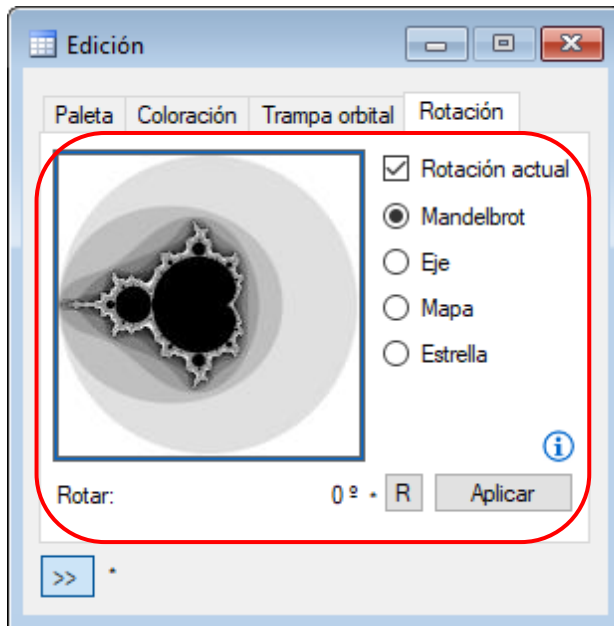 Edición
Paleta Coloración Trampa orbital Rotación
Rotación actual
Mandelbrot
Eje
Mapa
Estrella
Rotar: 0 º * R Aplicar
>> *